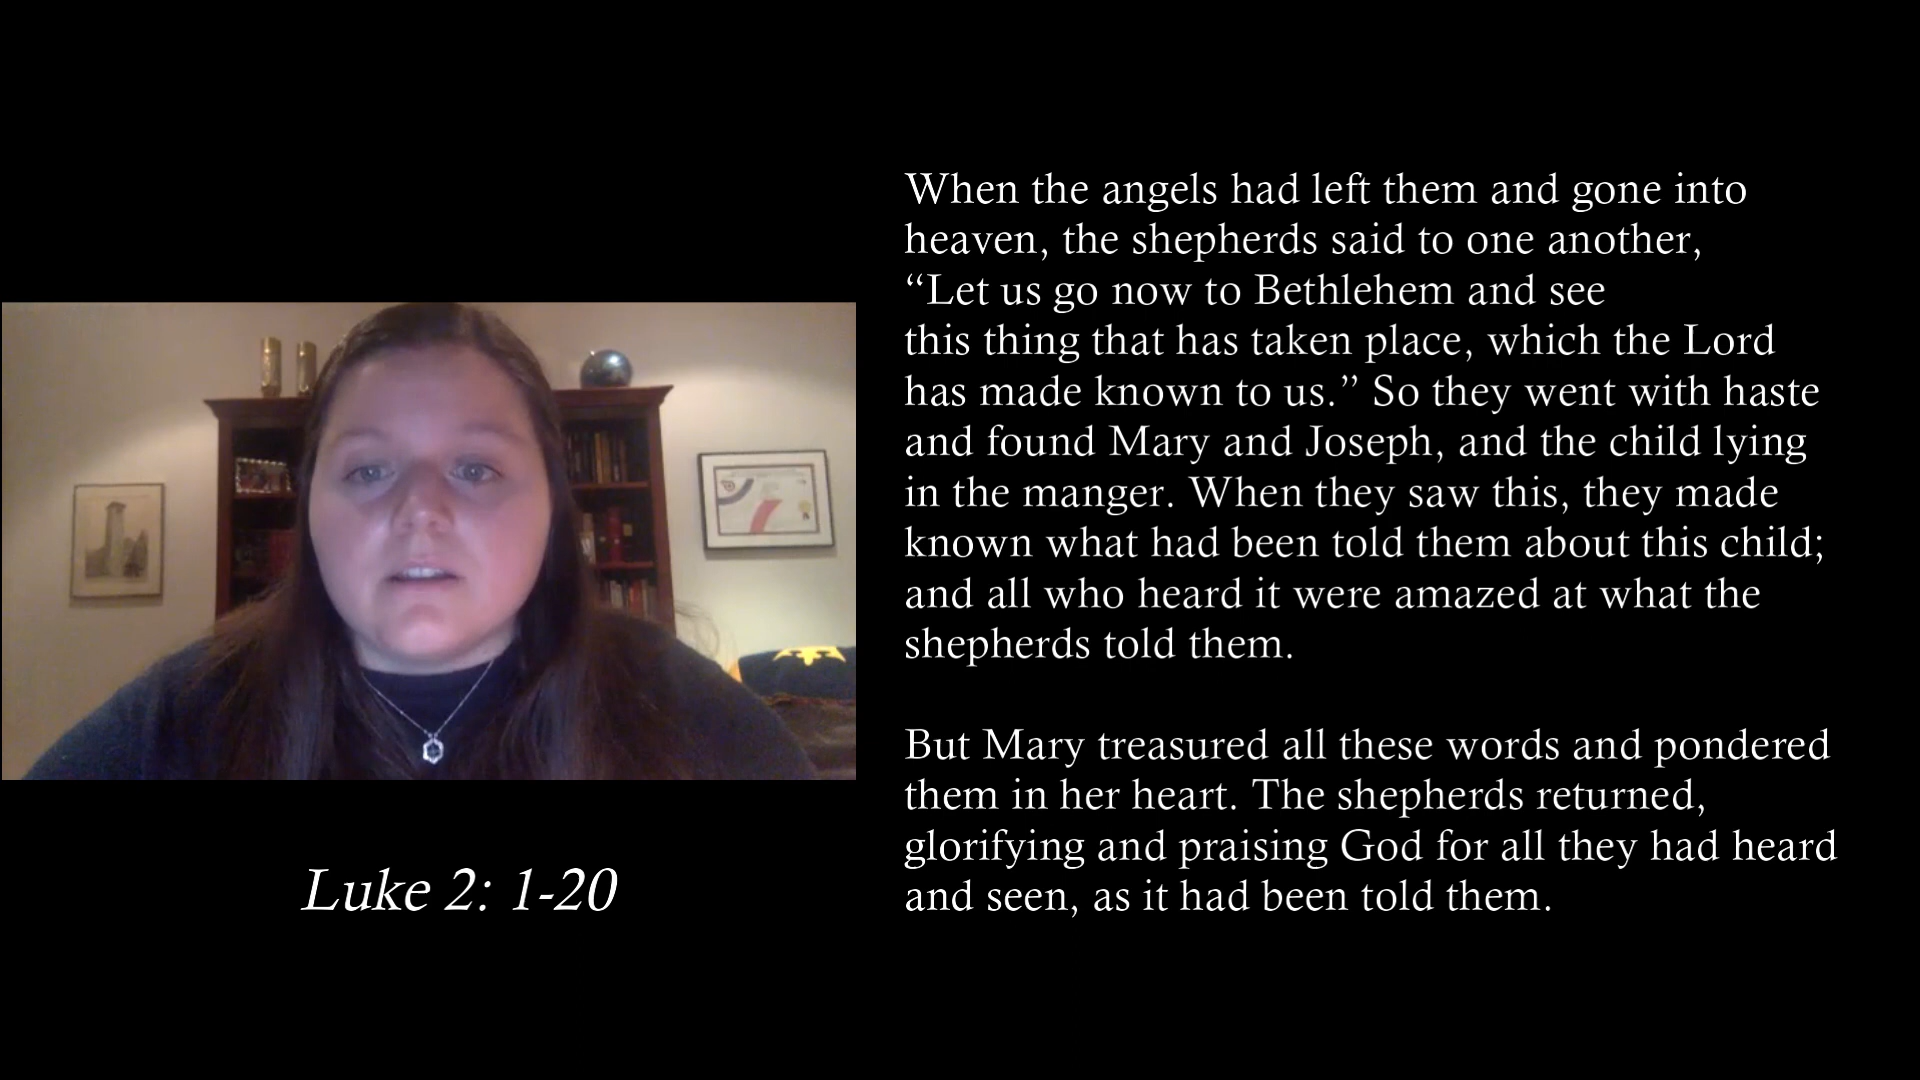 When the angels had left them and gone into
heaven, the shepherds said to one another,
“Let us go now to Bethlehem and see
this thing that has taken place, which the Lord
has made known to us.” So they went with haste
and found Mary and Joseph, and the child lying
in the manger. When they saw this, they made
known what had been told them about this child;
and all who heard it were amazed at what the
shepherds told them.
But Mary treasured all these words and pondered
them in her heart. The shepherds returned,
glorifying and praising God for all they had heard
and seen, as it had been told them.
Luke 2: 1-20